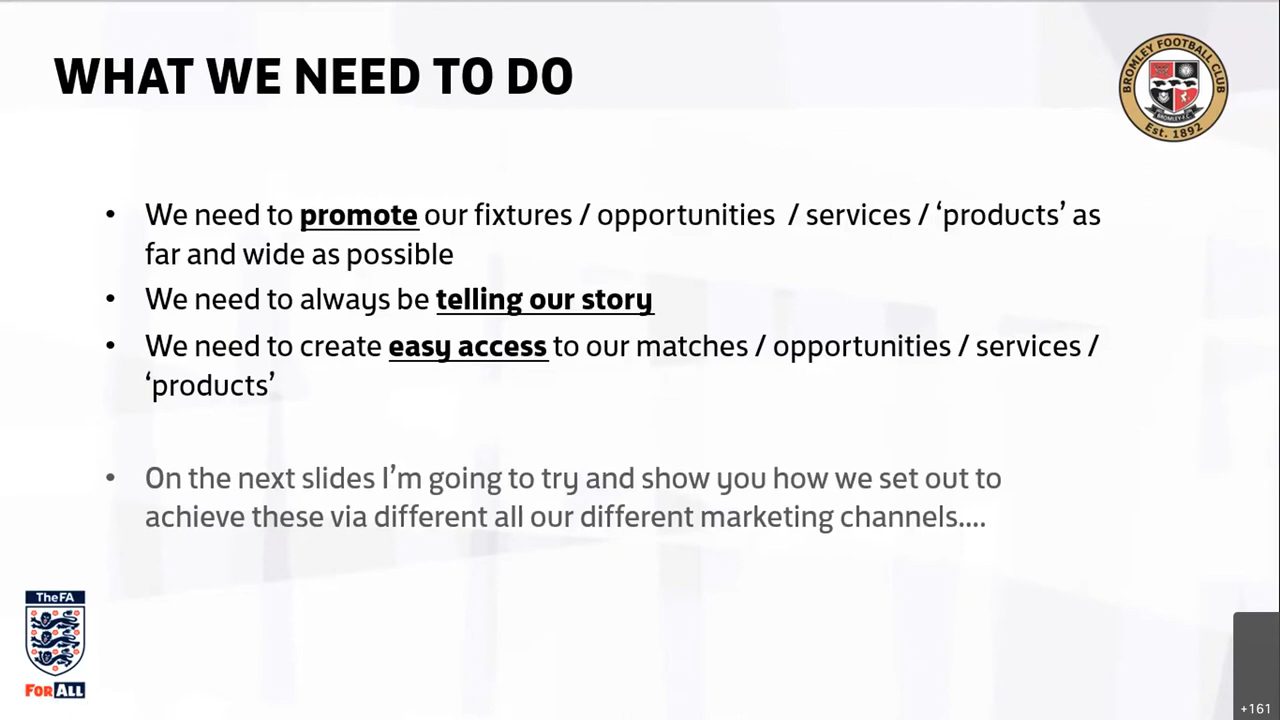 WHAT WE NEED TO DO
BROMLEY FOOTBALL CLUB
BROMLEY F.C.
Est. 1892
• We need to promote our fixtures / opportunities / services / ‘products’ as
far and wide as possible
• We need to always be telling our story
• We need to create easy access to our matches / opportunities / services /
‘products’
• On the next slides I’m going to try and show you how we set out to
achieve these via different all our different marketing channels....
The FA
FOR ALL
+161